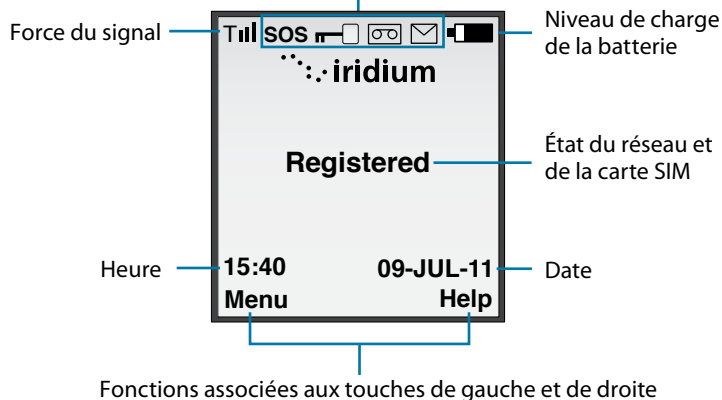 Force du signal
SOS
Niveau de charge
de la batterie
iridium
Registered
État du réseau et
de la carte SIM
Heure
15:40
09-JUL-11
Date
Menu
Help
Fonctions associées aux touches de gauche et de droite